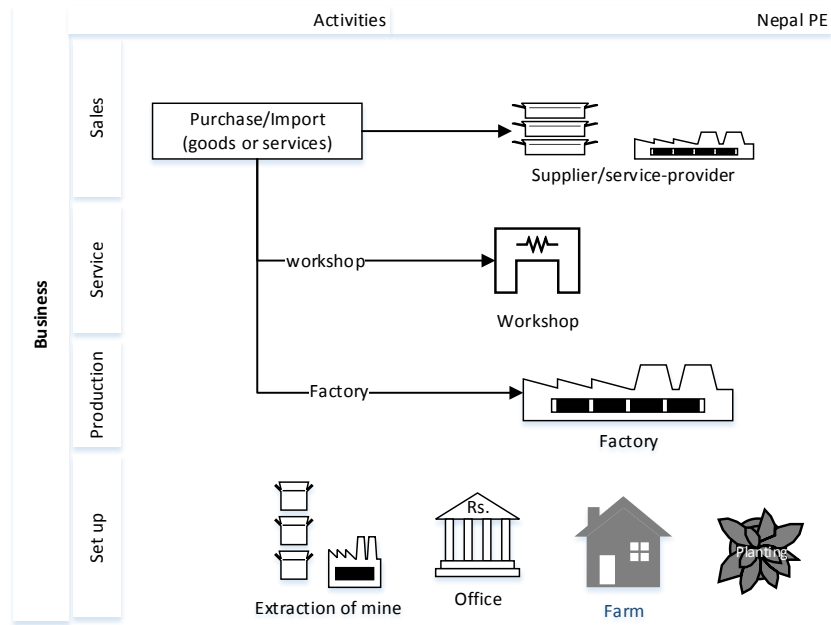 Activities
Nepal PE
Business
Sales
Purchase/Import
(goods or services)
Supplier/service-provider
Service
workshop
Workshop
Production
Factory
Factory
Set up
Rs.
Planting
Extraction of mine
Office
Farm